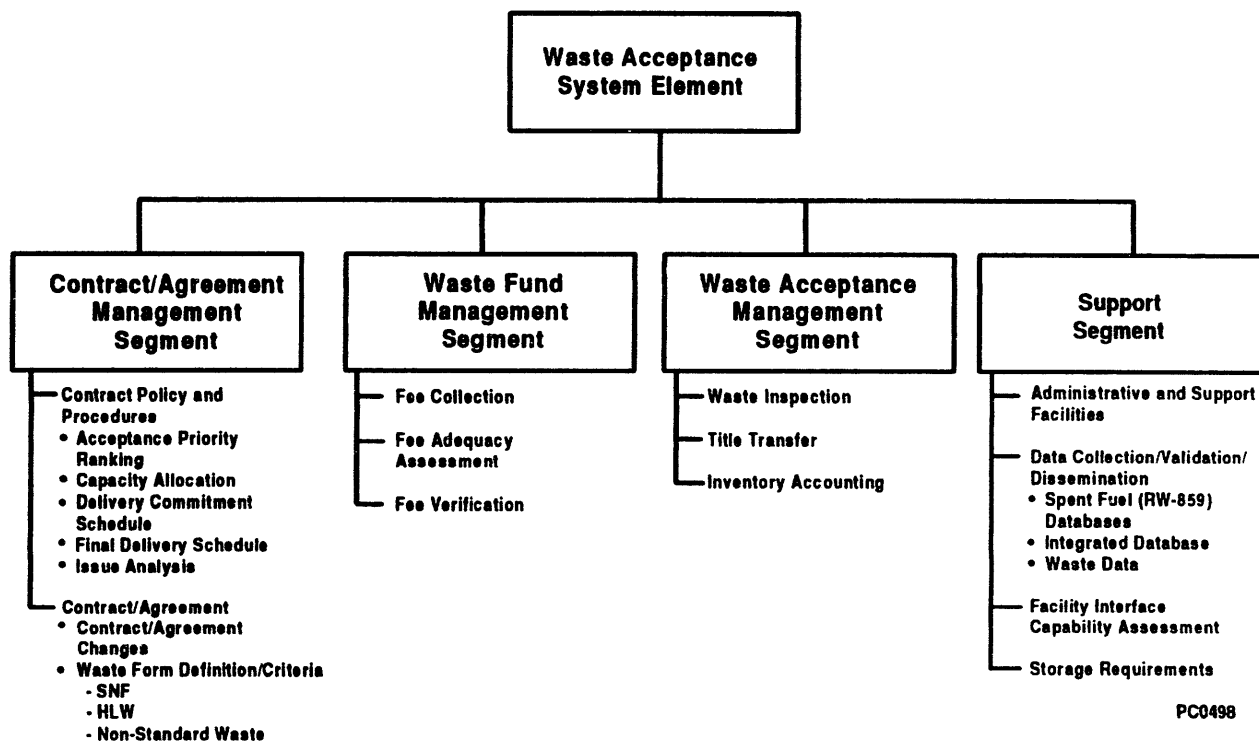 Waste Acceptance
System Element
Contract/Agreement
Management
Segment
Waste Fund
Management
Segment
Waste Acceptance
Management
Segment
Support
Segment
Contract Policy and
Procedures
• Acceptance Priority
Ranking
• Capacity Allocation
• Delivery Commitment
Schedule
• Final Delivery Schedule
• Issue Analysis
Contract/Agreement
• Contract/Agreement
Changes
• Waste Form Definition/Criteria
- SNF
- HLW
- Non-Standard Waste
Fee Collection
Fee Adequacy
Assessment
Fee Verification
Waste Inspection
Title Transfer
Inventory Accounting
Administrative and Support
Facilities
Data Collection/Validation/
Dissemination
• Spent Fuel (RW-859)
Databases
• Integrated Database
• Waste Data
Facility Interface
Capability Assessment
Storage Requirements
PC0498